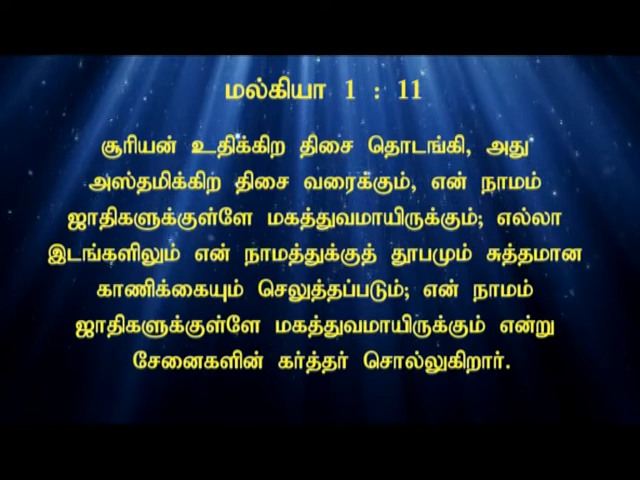 மல்கியா 1 : 11
சூரியன் உதிக்கிற திசை தொடங்கி, அது
அஸ்தமிக்கிற திசை வரைக்கும், என் நாமம்
ஜாதிகளுக்குள்ளே மகத்துவமாயிருக்கும்; எல்லா
இடங்களிலும் என் நாமத்துக்குத் தூபமும் சுத்தமான
காணிக்கையும் செலுத்தப்படும்; என் நாமம்
ஜாதிகளுக்குள்ளே மகத்துவமாயிருக்கும் என்று
சேனைகளின் கர்த்தர் சொல்லுகிறார்.